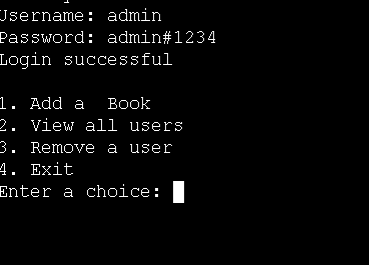 Username: admin
Password: admin#1234
Login successful
1. Add a  Book
2. View all users
3. Remove a user
4. Exit
Enter a choice: